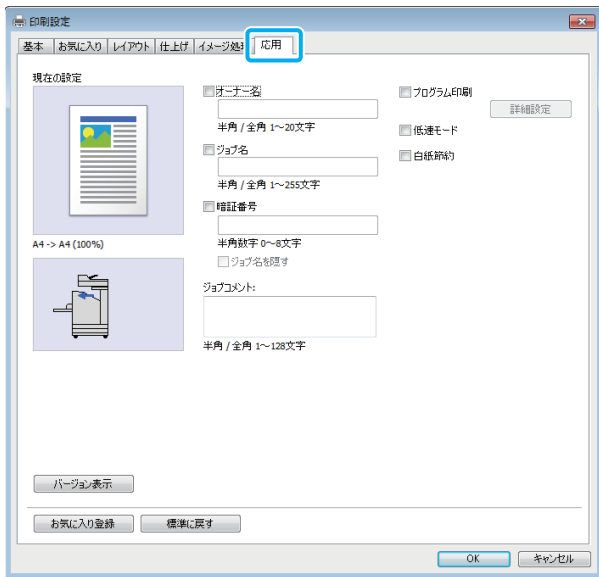 印刷設定
基本 お気に入り レイアウト 仕上げ イメージ処理 応用
現在の設定
A4 -> A4 (100%)
オーナー名
半角 / 全角 1～20文字
ジョブ名
半角 / 全角 1～255文字
暗証番号
半角数字 0～8文字
ジョブ名を隠す
ジョブコメント:
半角 / 全角 1～128文字
プログラム印刷
詳細設定
低速モード
白紙節約
バージョン表示
お気に入り登録 標準に戻す
OK キャンセル